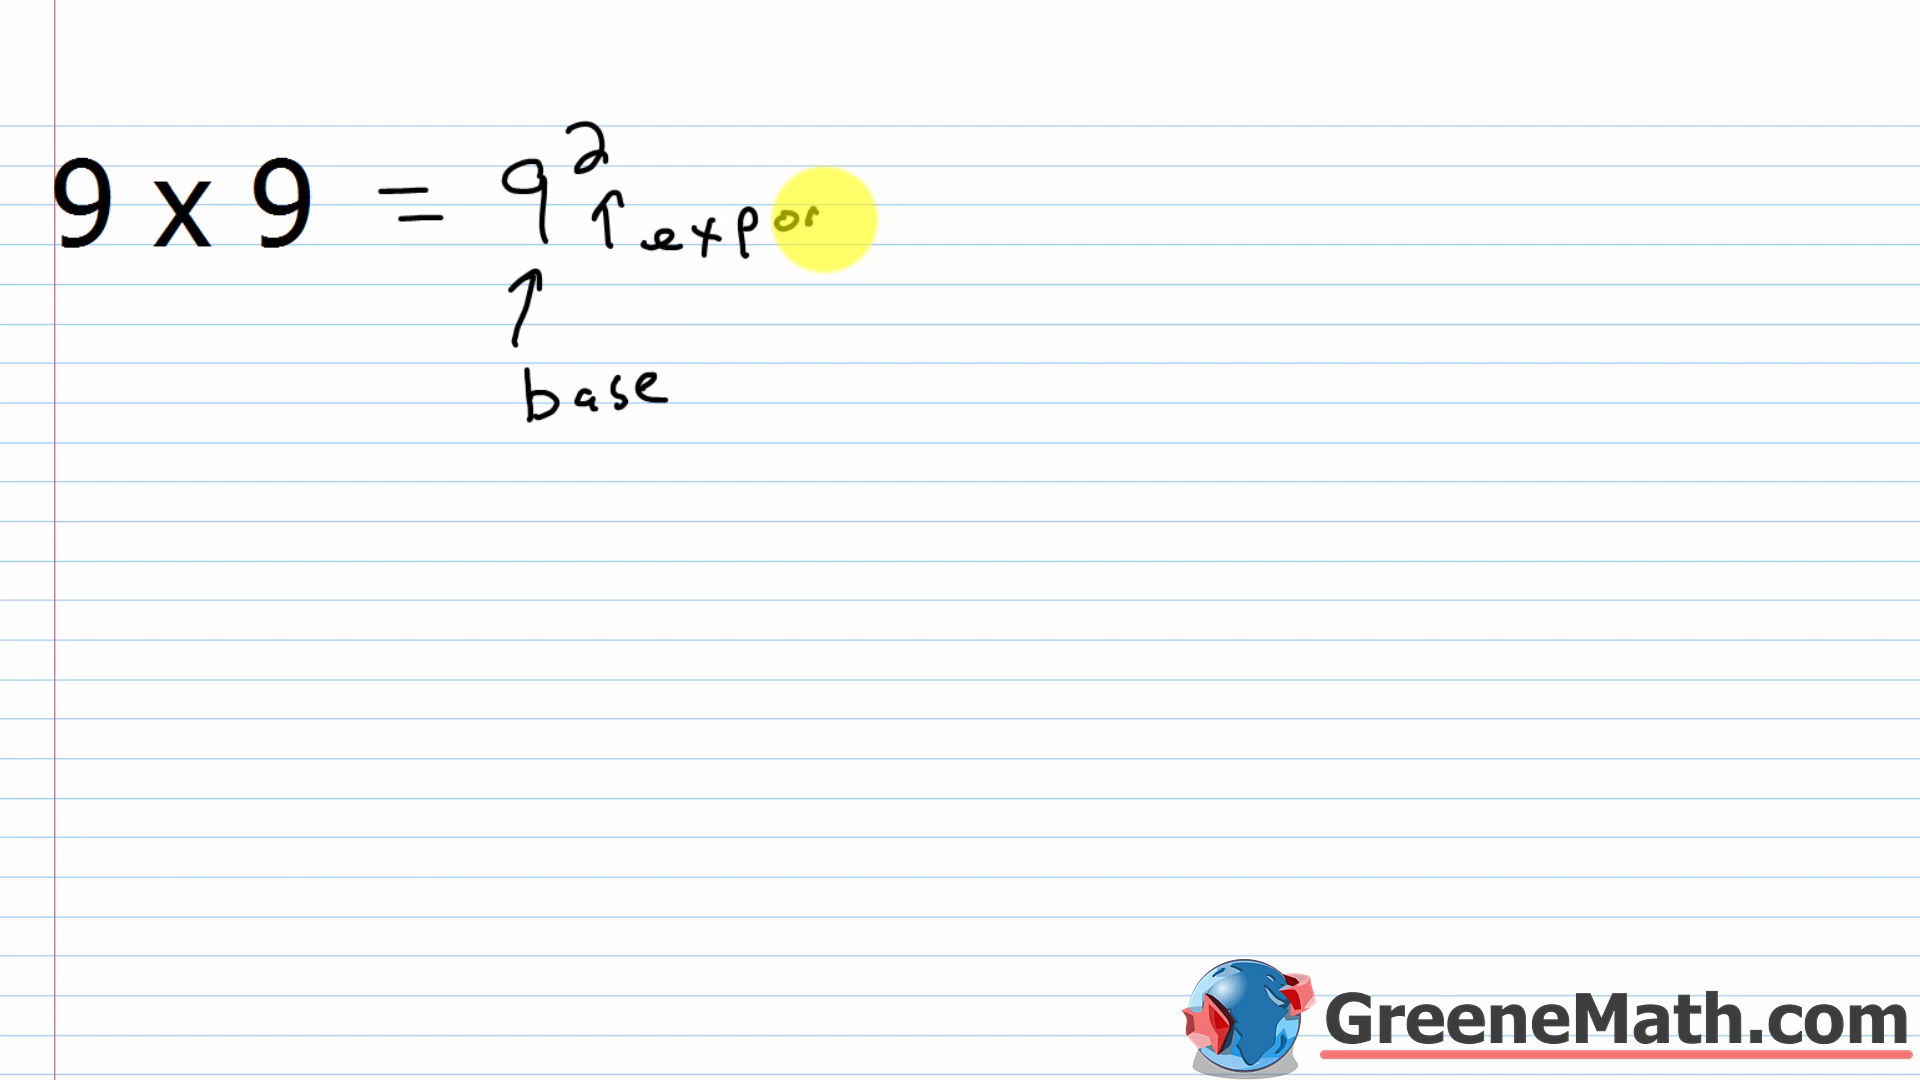 9 x 9 = 9²
↑ expon
↑
base
GreeneMath.com